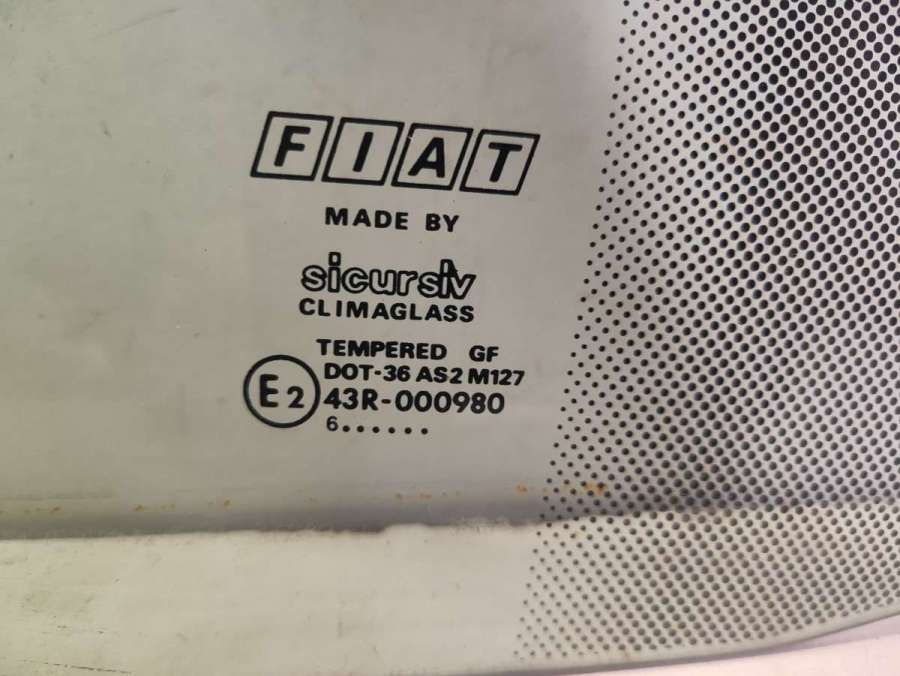 FIAT
MADE BY
sicursiv
CLIMAGLASS
TEMPERED GF
DOT-36 AS2 M127
E2 43R-000980
6......